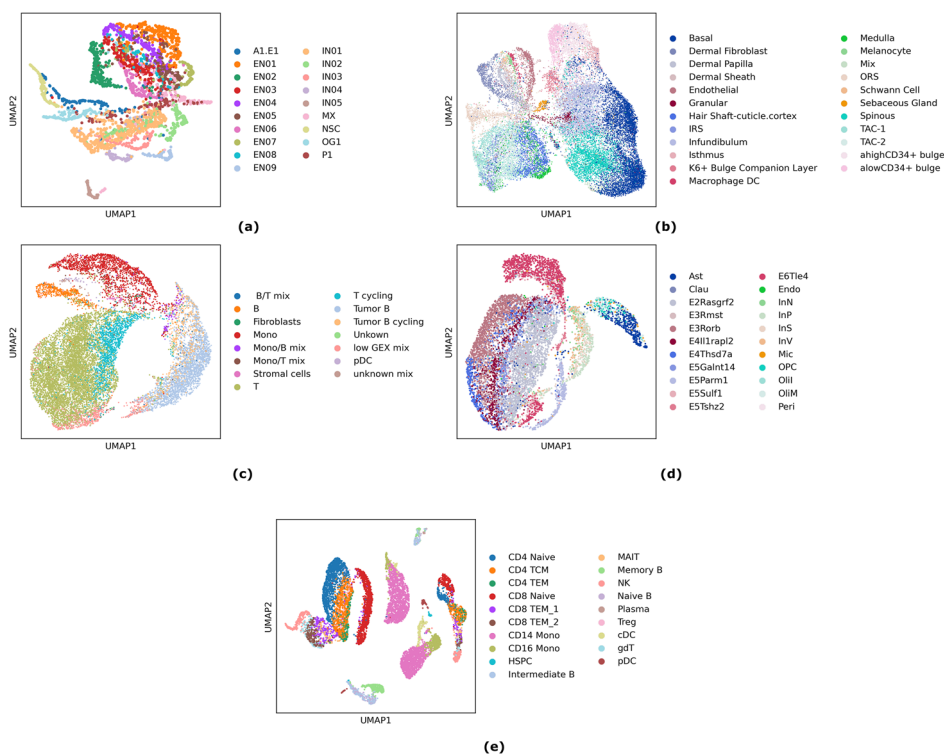 UMAP2
UMAP1
A1.E1
EN01
EN02
EN03
EN04
EN05
EN06
EN07
EN08
EN09
IN01
IN02
IN03
IN04
IN05
MX
NSC
OG1
P1
(a)
UMAP2
UMAP1
Basal
Dermal Fibroblast
Dermal Papilla
Dermal Sheath
Endothelial
Granular
Hair Shaft-cuticle.cortex
IRS
Infundibulum
Isthmus
K6+ Bulge Companion Layer
Macrophage DC
Medulla
Melanocyte
Mix
ORS
Schwann Cell
Sebaceous Gland
Spinous
TAC-1
TAC-2
ahighCD34+ bulge
alowCD34+ bulge
(b)
UMAP2
UMAP1
B/T mix
B
Fibroblasts
Mono
Mono/B mix
Mono/T mix
Stromal cells
T
T cycling
Tumor B
Tumor B cycling
Unkown
low GEX mix
pDC
unknown mix
(c)
UMAP2
UMAP1
Ast
Clau
E2Rasgrf2
E3Rmst
E3Rorb
E4Il1rapl2
E4Thsd7a
E5Galnt14
E5Parm1
E5Sulf1
E5Tshz2
E6Tle4
Endo
InN
InP
InS
InV
Mic
OPC
OliI
OliM
Peri
(d)
UMAP2
UMAP1
CD4 Naive
CD4 TCM
CD4 TEM
CD8 Naive
CD8 TEM_1
CD8 TEM_2
CD14 Mono
CD16 Mono
HSPC
Intermediate B
MAIT
Memory B
NK
Naive B
Plasma
Treg
cDC
gdT
pDC
(e)